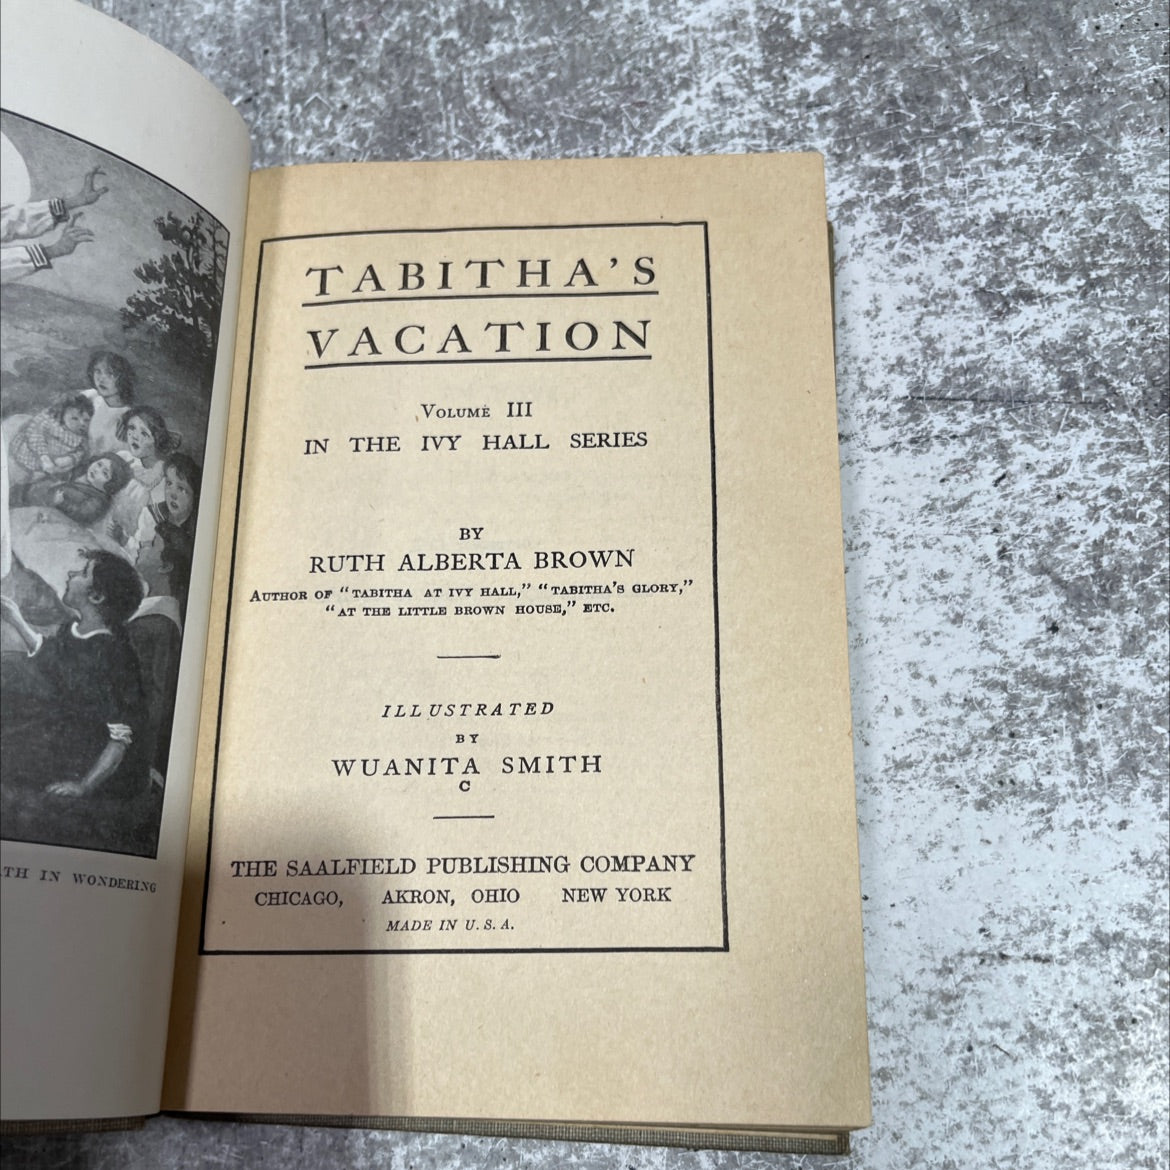 TH IN WONDERING
TABITHA'S
VACATION
VOLUME III
IN THE IVY HALL SERIES
BY
RUTH ALBERTA BROWN
AUTHOR OF "TABITHA AT IVY HALL," "TABITHA'S GLORY,"
"AT THE LITTLE BROWN HOUSE," ETC.
ILLUSTRATED
BY
WUANITA SMITH
C
THE SAALFIELD PUBLISHING COMPANY
CHICAGO, AKRON, OHIO NEW YORK
MADE IN U.S.A.